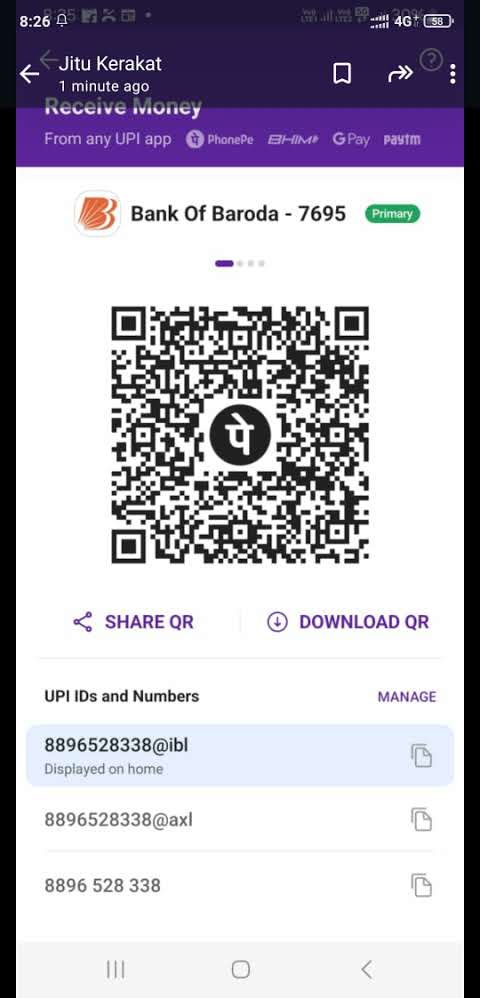 8:26 4G+ 58
Jitu Kerakat
1 minute ago
Receive Money
From any UPI app पे PhonePe BHIM GPay paytm
Bank Of Baroda - 7695 Primary
पे
SHARE QR DOWNLOAD QR
UPI IDs and Numbers MANAGE
8896528338@ibl
Displayed on home
8896528338@axl
8896 528 338